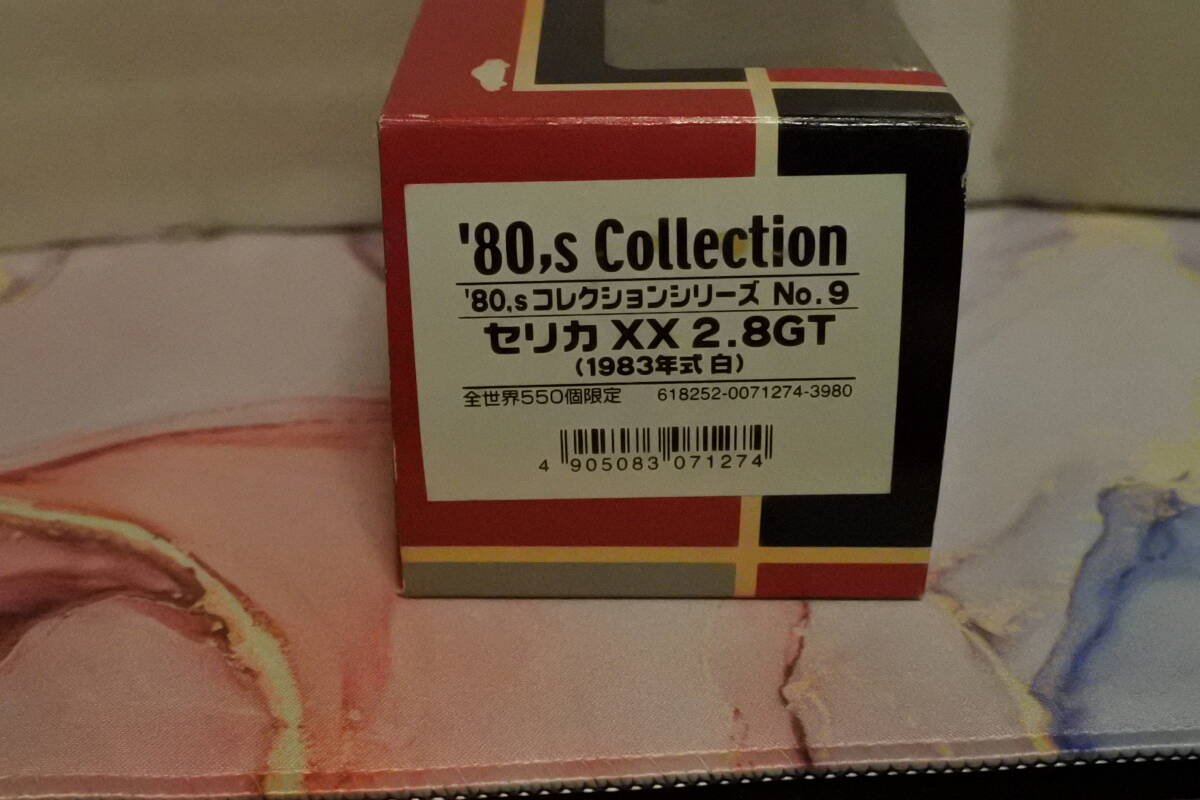 '80,s Collection
'80,sコレクションシリーズ No.9
セリカ XX 2.8GT
(1983年式 白)
全世界550個限定 618252-0071274-3980
4 905083 071274